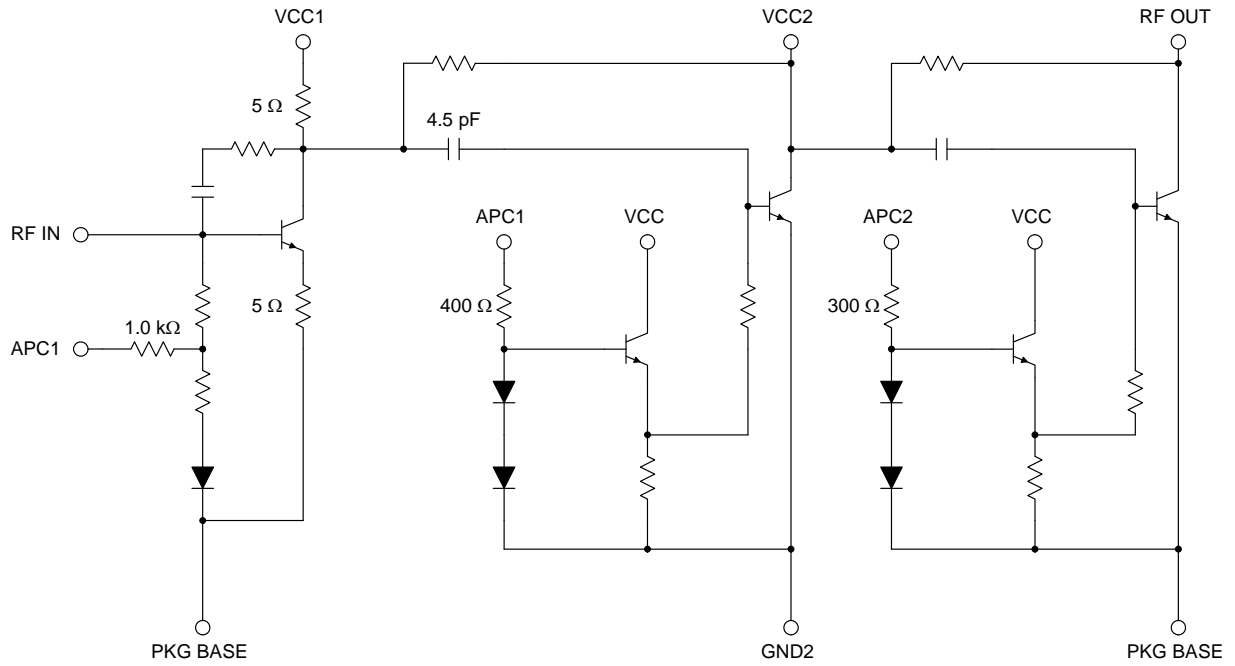 VCC1
VCC2
RF OUT
5 Ω
4.5 pF
RF IN
APC1
VCC
APC2
VCC
5 Ω
400 Ω
300 Ω
1.0 kΩ
APC1
PKG BASE
GND2
PKG BASE